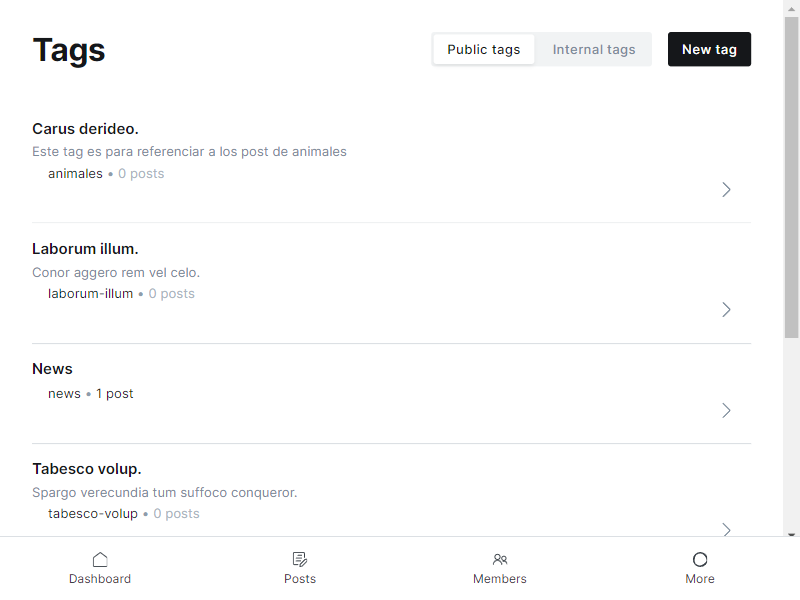 Tags
Public tags
Internal tags
New tag
Carus derideo.
Este tag es para referenciar a los post de animales
animales • 0 posts
Laborum illum.
Conor aggero rem vel celo.
laborum-illum • 0 posts
News
news • 1 post
Tabesco volup.
Spargo verecundia tum suffoco conqueror.
tabesco-volup • 0 posts
Dashboard
Posts
Members
More